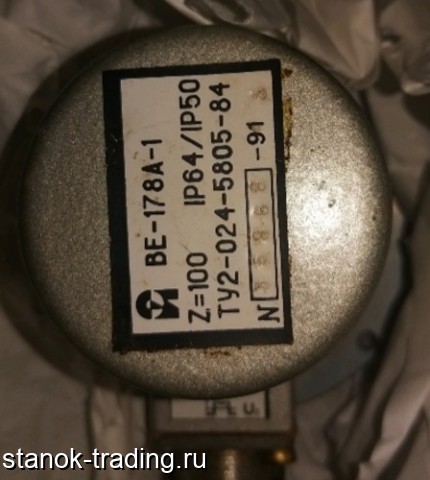 ВЕ-178А-1
Z=100 IP64/IP50
ТУ2-024-5805-84
N -91
stanok-trading.ru